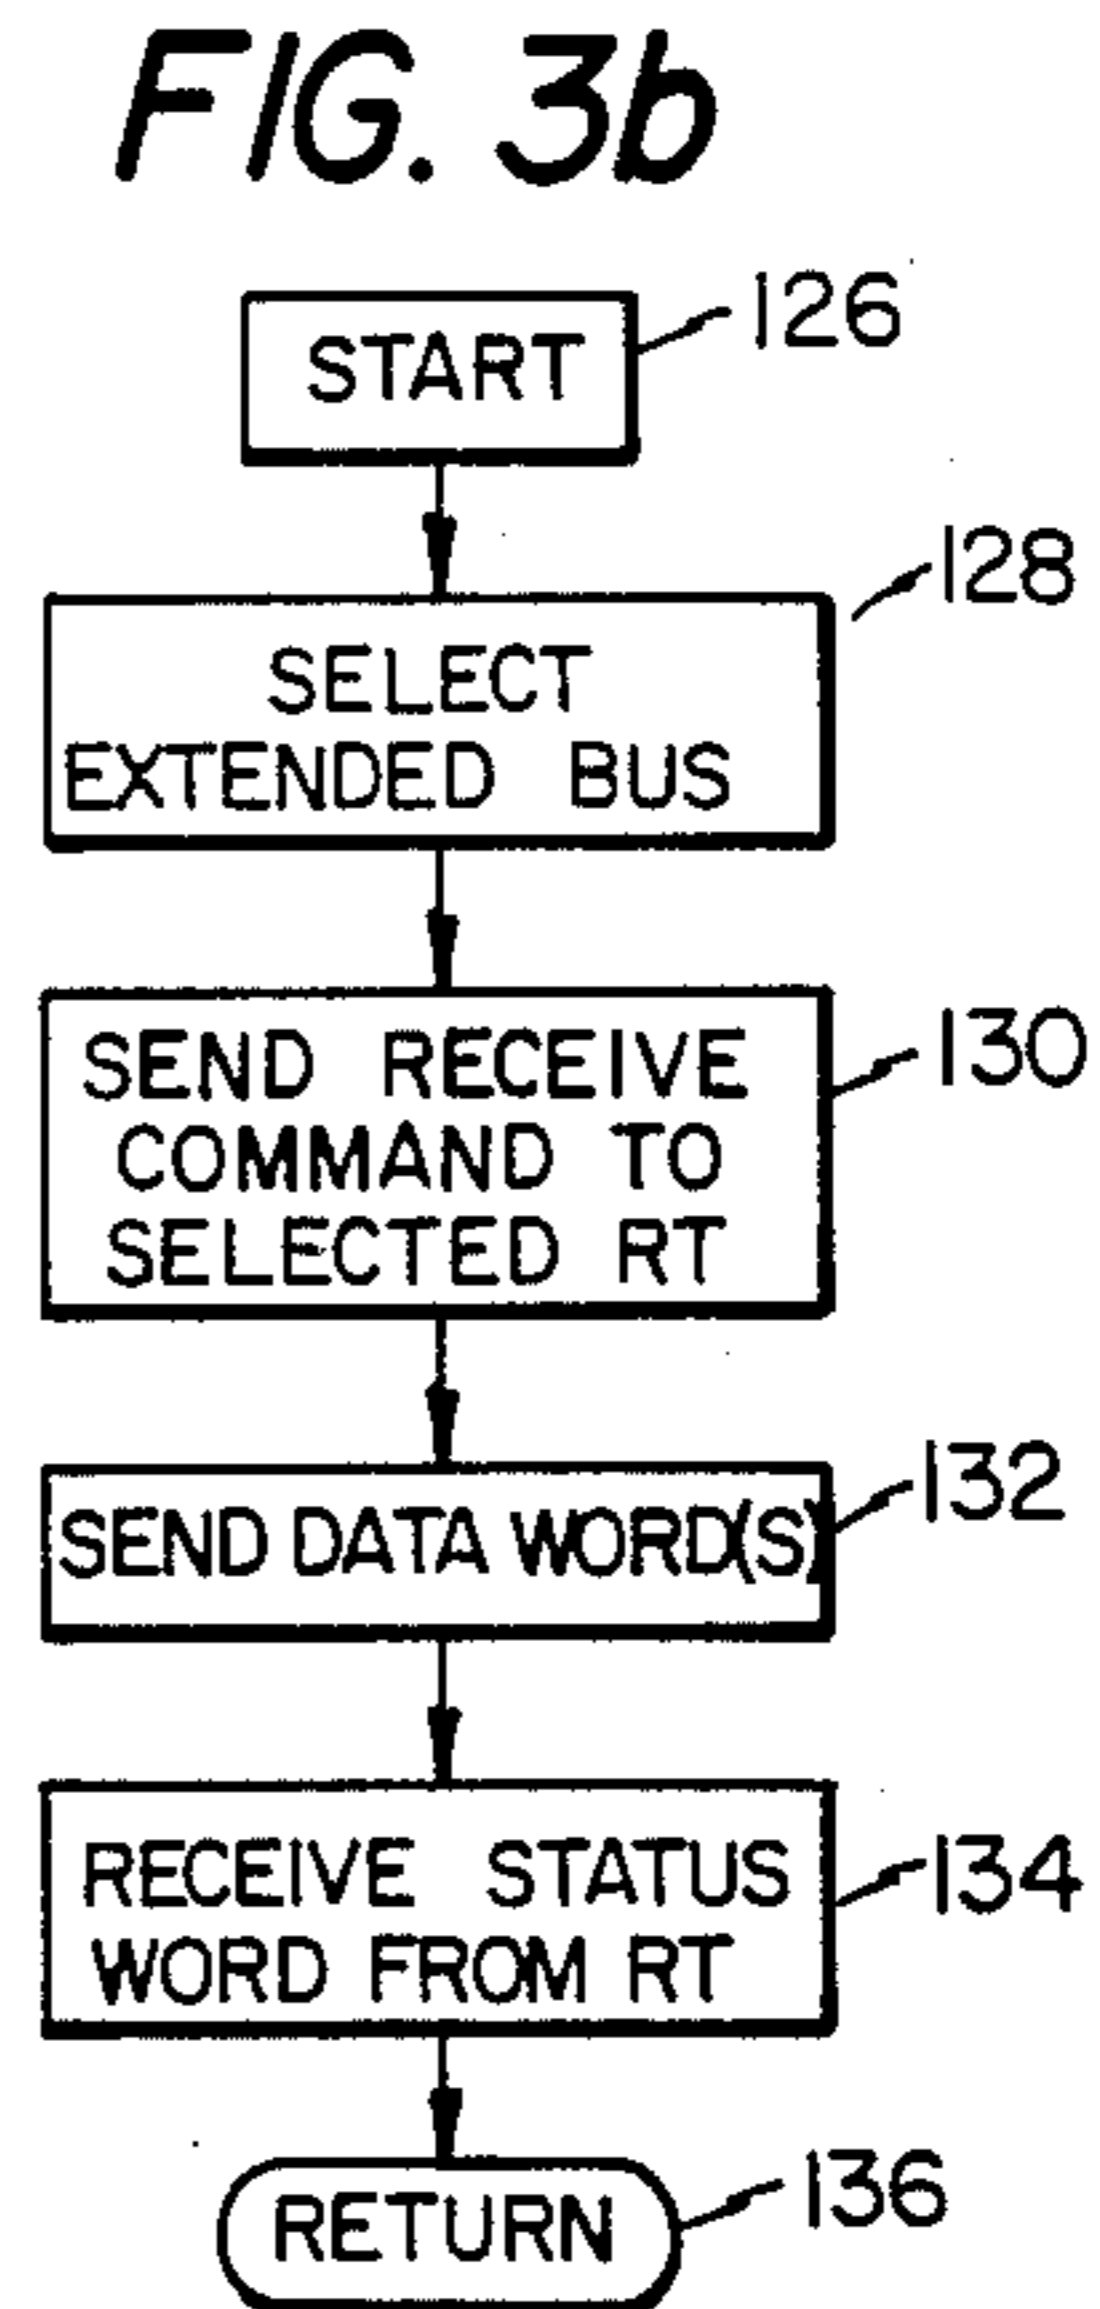 FIG. 3b
START
126
SELECT
EXTENDED BUS
128
SEND RECEIVE
COMMAND TO
SELECTED RT
130
SEND DATA WORD(S)
132
RECEIVE STATUS
WORD FROM RT
134
RETURN
136